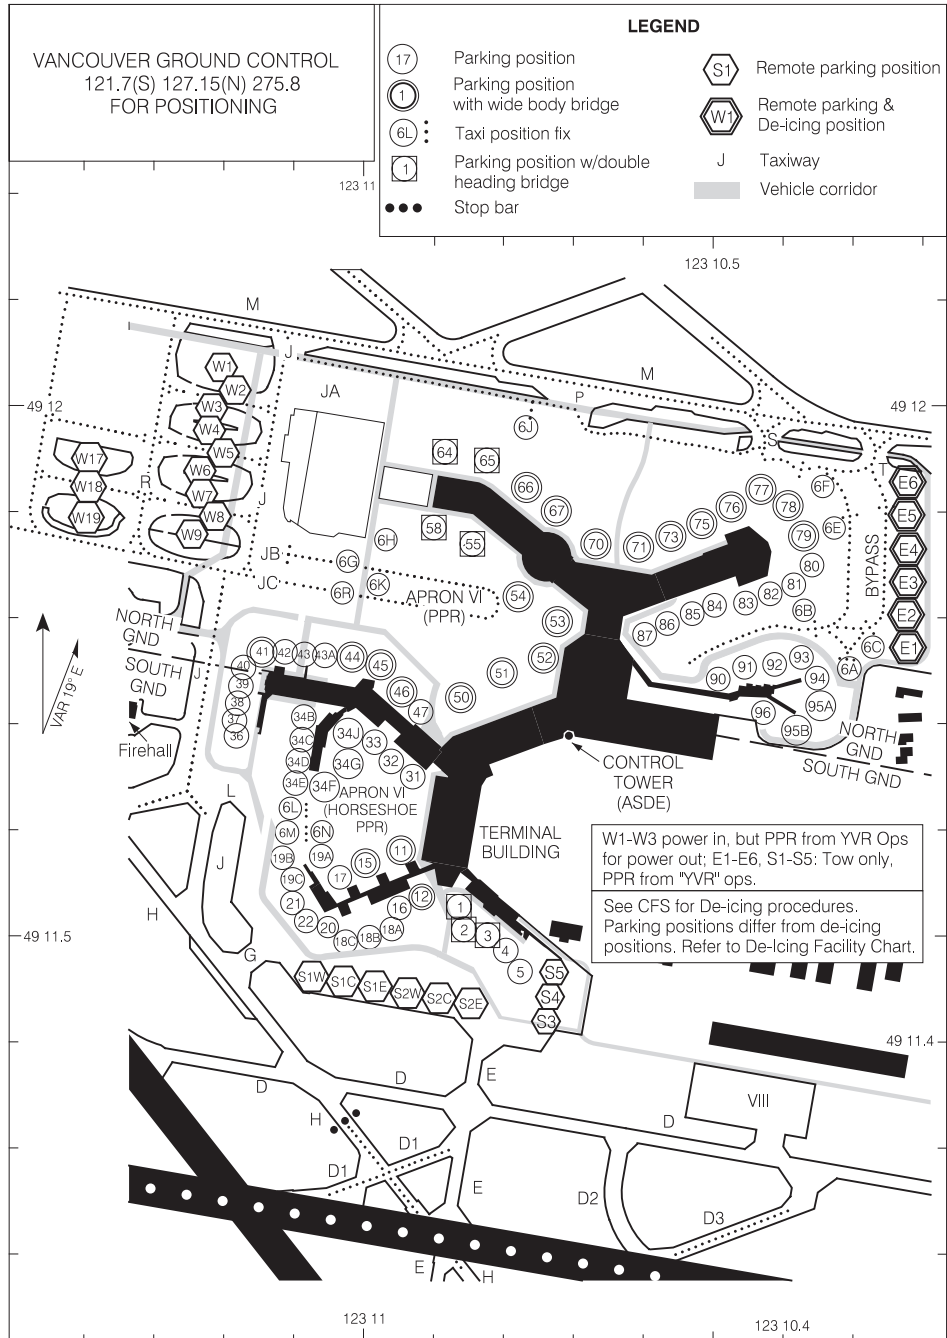 VANCOUVER GROUND CONTROL
121.7(S) 127.15(N) 275.8
FOR POSITIONING
LEGEND
17 Parking position
1 Parking position
with wide body bridge
6L Taxi position fix
1 Parking position w/double
heading bridge
Stop bar
S1 Remote parking position
W1 Remote parking &
De-icing position
J Taxiway
Vehicle corridor
123 11
123 10.5
M
J
W1
W2
JA
P
M
W3
49 12
49 12
W4
6J
S
W5
64
65
T
W17
W6
R
W18
W7
J
66
77
6F
E6
W19
W8
67
76
78
E5
W9
58
75
6E
6H
55
70
71
73
79
E4
JB
6G
80
BYPASS
JC
6R
6K
APRON VI
(PPR)
54
81
E3
82
83
84
85
6B
E2
NORTH
GND
53
86
87
6C
E1
SOUTH
GND
41
42
43
43A
44
45
52
93
92
91
6A
VAR 19° E
J
40
39
46
51
90
94
38
47
50
95A
37
34B
96
95B
36
34C
34J
33
NORTH
GND
Firehall
34D
34G
32
CONTROL
TOWER
(ASDE)
SOUTH GND
34E
34F
31
L
6L
APRON VI
(HORSESHOE
PPR)
6M
6N
TERMINAL
BUILDING
W1-W3 power in, but PPR from YVR Ops
for power out; E1-E6, S1-S5: Tow only,
PPR from "YVR" ops.
See CFS for De-icing procedures.
Parking positions differ from de-icing
positions. Refer to De-Icing Facility Chart.
J
19B
19A
15
11
19C
17
H
21
16
12
1
22
20
18C
18B
18A
2
3
49 11.5
4
G
5
S5
S1W
S1C
S1E
S2W
S2C
S2E
S4
S3
49 11.4
D
D
E
H
VIII
D
D1
D1
E
D2
D3
E
H
123 11
123 10.4